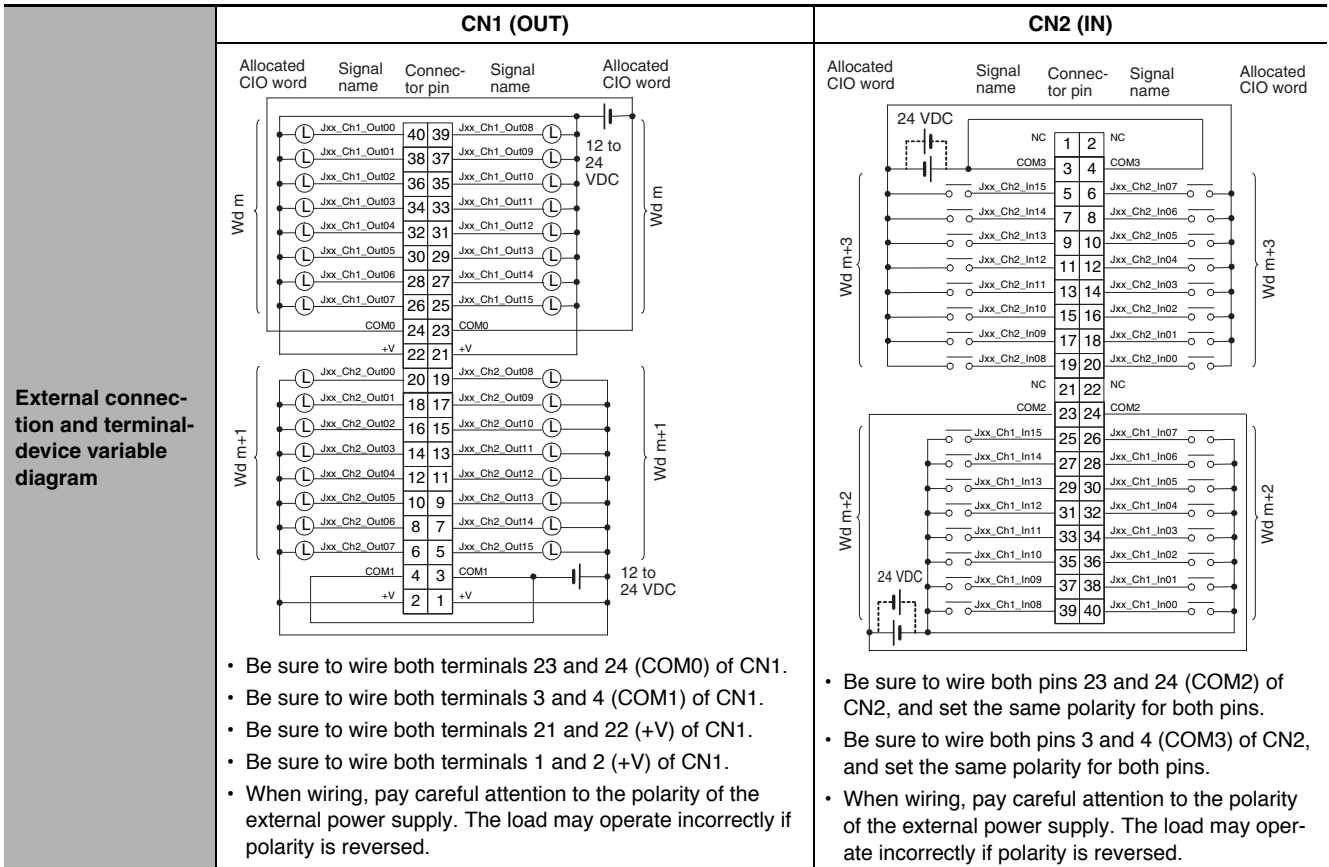 CN1 (OUT)
CN2 (IN)
External connec-
tion and terminal-
device variable
diagram
Allocated CIO word
Signal name
Connec-tor pin
Signal name
Allocated CIO word
12 to 24 VDC
Wd m
Wd m
L Jxx_Ch1_Out00 40 39 Jxx_Ch1_Out08 L
L Jxx_Ch1_Out01 38 37 Jxx_Ch1_Out09 L
L Jxx_Ch1_Out02 36 35 Jxx_Ch1_Out10 L
L Jxx_Ch1_Out03 34 33 Jxx_Ch1_Out11 L
L Jxx_Ch1_Out04 32 31 Jxx_Ch1_Out12 L
L Jxx_Ch1_Out05 30 29 Jxx_Ch1_Out13 L
L Jxx_Ch1_Out06 28 27 Jxx_Ch1_Out14 L
L Jxx_Ch1_Out07 26 25 Jxx_Ch1_Out15 L
COM0 24 23 COM0
+V 22 21 +V
Wd m+1
Wd m+1
L Jxx_Ch2_Out00 20 19 Jxx_Ch2_Out08 L
L Jxx_Ch2_Out01 18 17 Jxx_Ch2_Out09 L
L Jxx_Ch2_Out02 16 15 Jxx_Ch2_Out10 L
L Jxx_Ch2_Out03 14 13 Jxx_Ch2_Out11 L
L Jxx_Ch2_Out04 12 11 Jxx_Ch2_Out12 L
L Jxx_Ch2_Out05 10 9 Jxx_Ch2_Out13 L
L Jxx_Ch2_Out06 8 7 Jxx_Ch2_Out14 L
L Jxx_Ch2_Out07 6 5 Jxx_Ch2_Out15 L
COM1 4 3 COM1
12 to 24 VDC
+V 2 1 +V
• Be sure to wire both terminals 23 and 24 (COM0) of CN1.
• Be sure to wire both terminals 3 and 4 (COM1) of CN1.
• Be sure to wire both terminals 21 and 22 (+V) of CN1.
• Be sure to wire both terminals 1 and 2 (+V) of CN1.
• When wiring, pay careful attention to the polarity of the
external power supply. The load may operate incorrectly if
polarity is reversed.
Allocated CIO word
Signal name
Connec-tor pin
Signal name
Allocated CIO word
24 VDC
NC 1 2 NC
COM3 3 4 COM3
Wd m+3
Wd m+3
Jxx_Ch2_In15 5 6 Jxx_Ch2_In07
Jxx_Ch2_In14 7 8 Jxx_Ch2_In06
Jxx_Ch2_In13 9 10 Jxx_Ch2_In05
Jxx_Ch2_In12 11 12 Jxx_Ch2_In04
Jxx_Ch2_In11 13 14 Jxx_Ch2_In03
Jxx_Ch2_In10 15 16 Jxx_Ch2_In02
Jxx_Ch2_In09 17 18 Jxx_Ch2_In01
Jxx_Ch2_In08 19 20 Jxx_Ch2_In00
NC 21 22 NC
COM2 23 24 COM2
Wd m+2
Wd m+2
Jxx_Ch1_In15 25 26 Jxx_Ch1_In07
Jxx_Ch1_In14 27 28 Jxx_Ch1_In06
Jxx_Ch1_In13 29 30 Jxx_Ch1_In05
Jxx_Ch1_In12 31 32 Jxx_Ch1_In04
Jxx_Ch1_In11 33 34 Jxx_Ch1_In03
Jxx_Ch1_In10 35 36 Jxx_Ch1_In02
24 VDC
Jxx_Ch1_In09 37 38 Jxx_Ch1_In01
Jxx_Ch1_In08 39 40 Jxx_Ch1_In00
• Be sure to wire both pins 23 and 24 (COM2) of
CN2, and set the same polarity for both pins.
• Be sure to wire both pins 3 and 4 (COM3) of CN2,
and set the same polarity for both pins.
• When wiring, pay careful attention to the polarity
of the external power supply. The load may oper-
ate incorrectly if polarity is reversed.